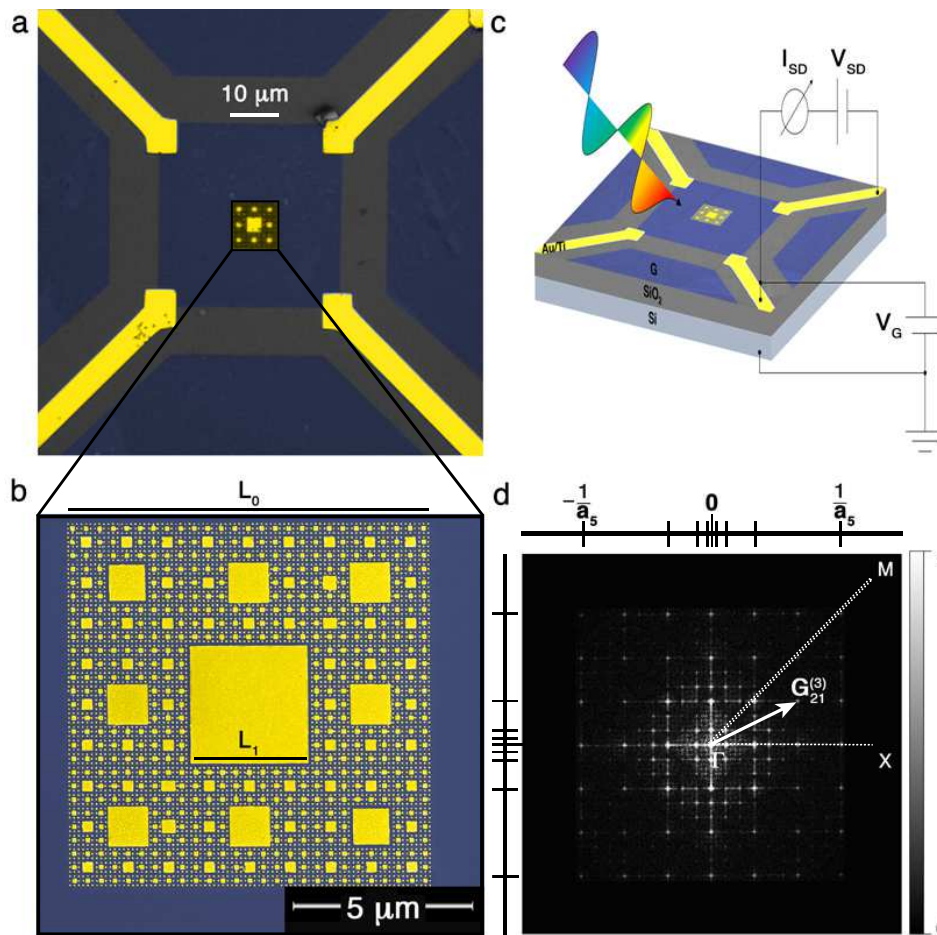 a
10 μm
c
I_SD
V_SD
Au/Ti
G
SiO₂
Si
V_G
b
L₀
L₁
5 μm
d
-1/a₅ 0 1/a₅
M
G₂₁⁽³⁾
Γ
X